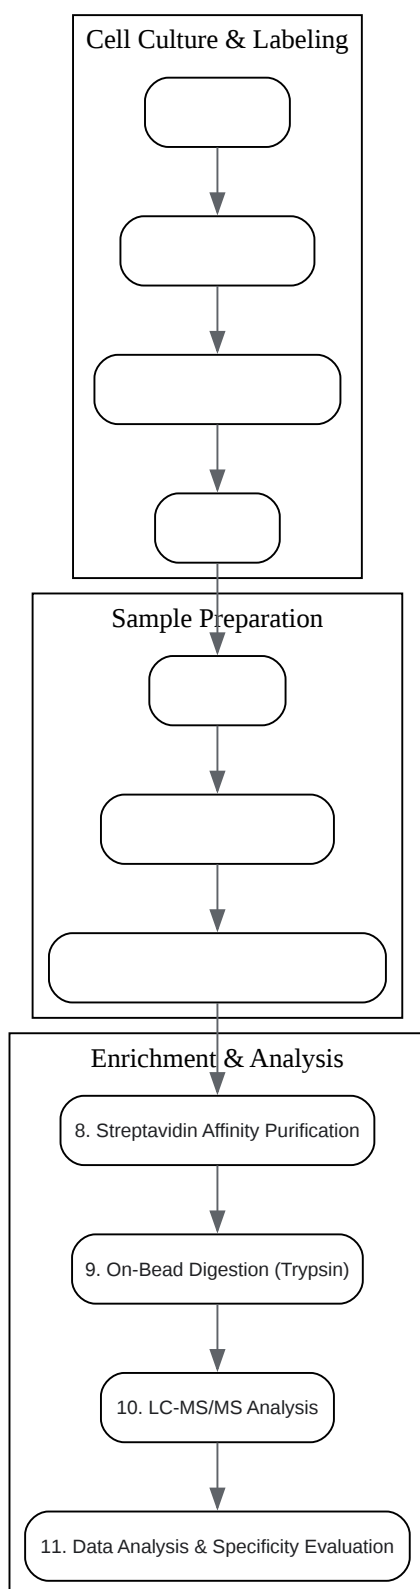 Cell Culture & Labeling
Sample Preparation
Enrichment & Analysis
8. Streptavidin Affinity Purification
9. On-Bead Digestion (Trypsin)
10. LC-MS/MS Analysis
11. Data Analysis & Specificity Evaluation